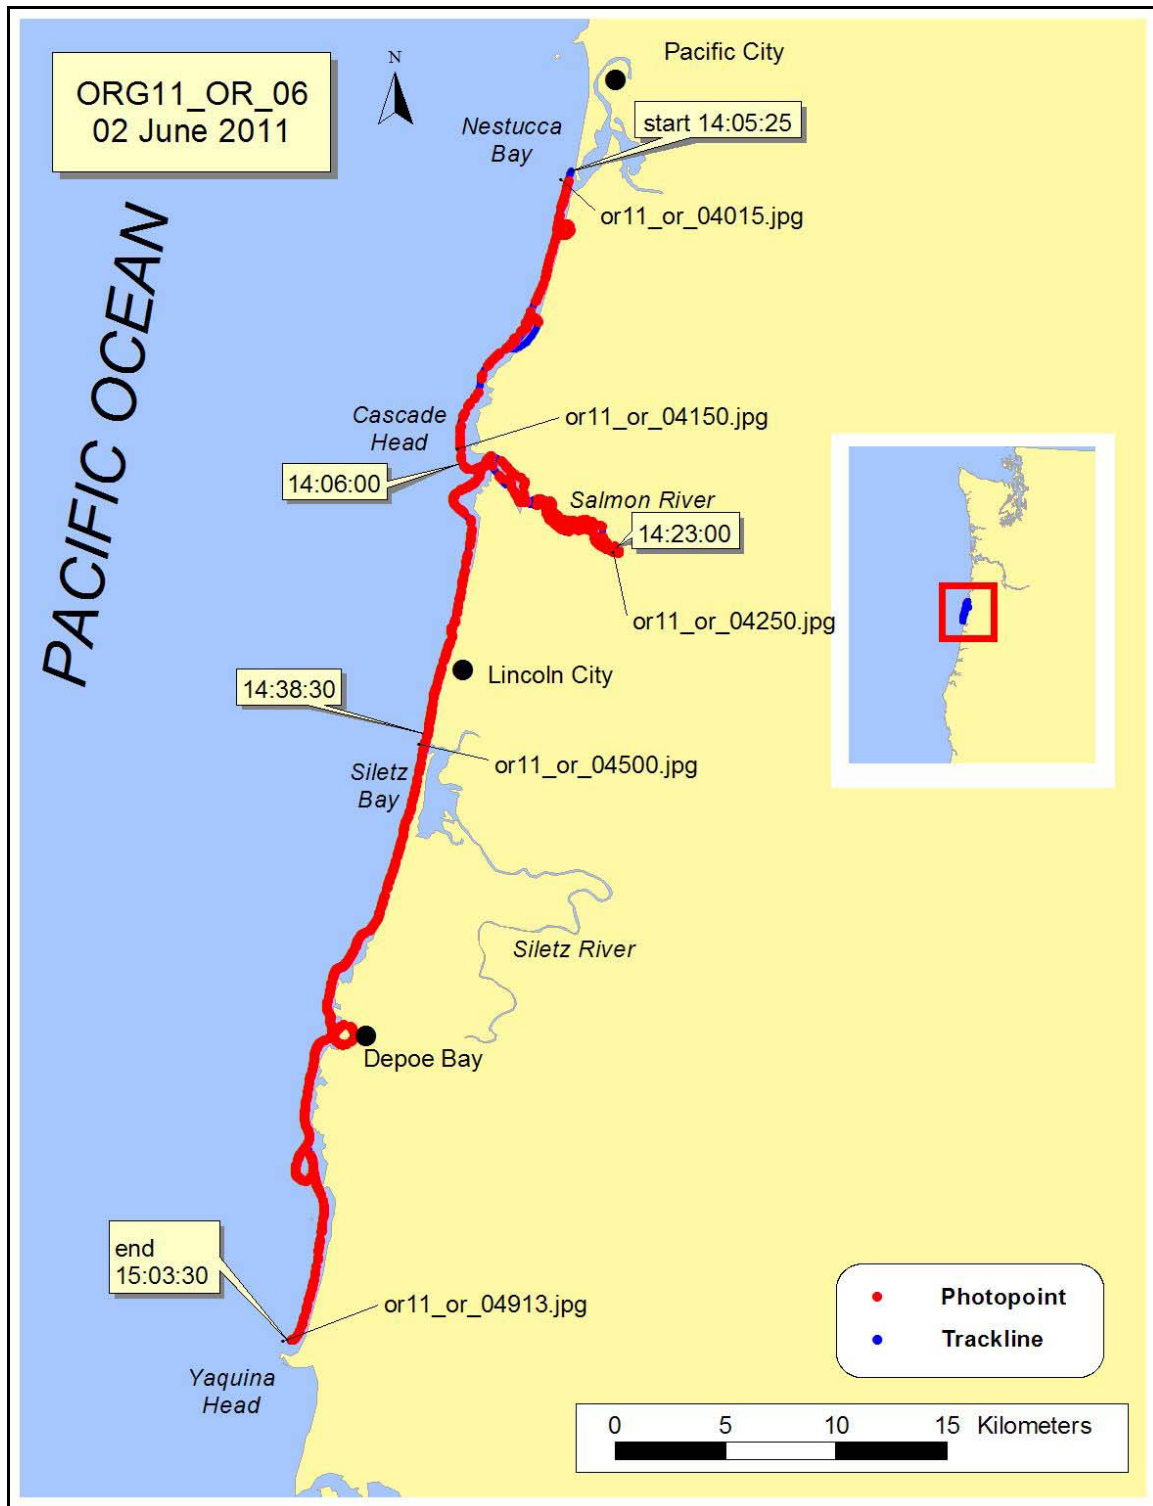 ORG11_OR_06
02 June 2011
N
Pacific City
Nestucca
Bay
start 14:05:25
or11_or_04015.jpg
PACIFIC OCEAN
Cascade
Head
or11_or_04150.jpg
14:06:00
Salmon River
14:23:00
or11_or_04250.jpg
Lincoln City
14:38:30
Siletz
Bay
or11_or_04500.jpg
Siletz River
Depoe Bay
end
15:03:30
or11_or_04913.jpg
Yaquina
Head
Photopoint
Trackline
0 5 10 15 Kilometers